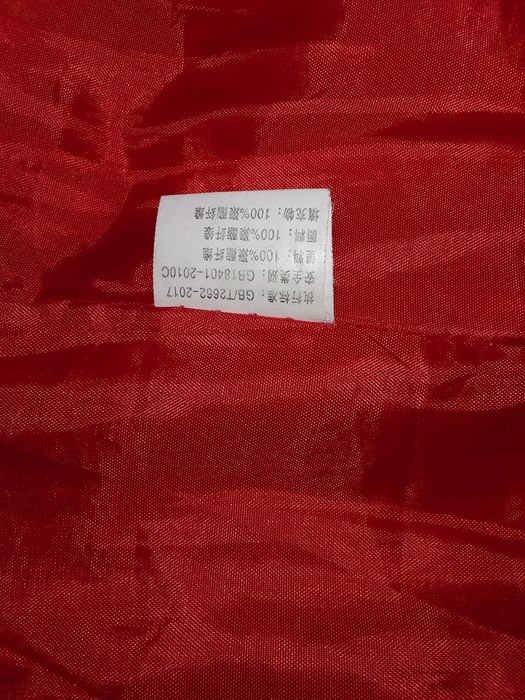 执行标准：GB/T2662-2017
安全类别：GB18401-2010C
里料：100%聚酯纤维
面料：100%聚酯纤维
填充物：100%聚酯纤维